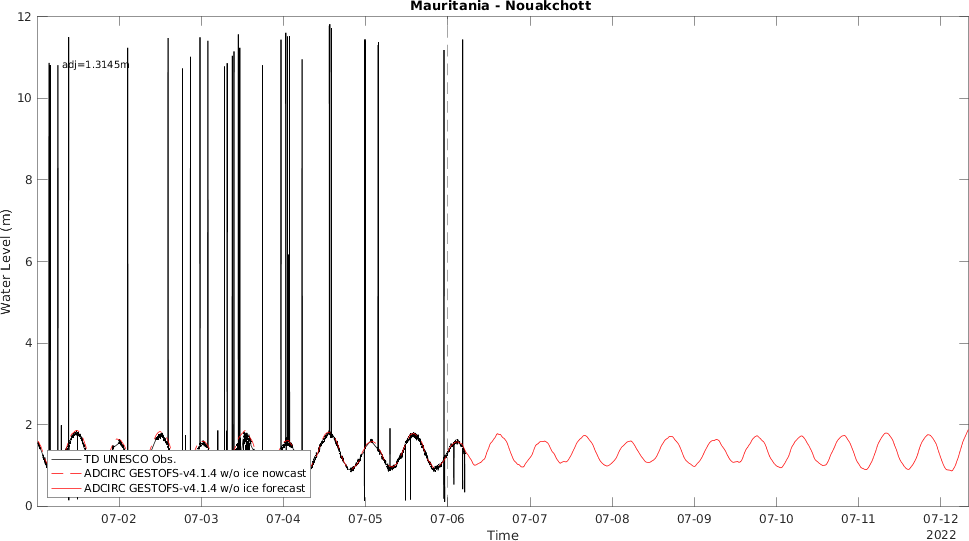 Mauritania - Nouakchott
12
10
8
6
4
2
0
Water Level (m)
adj=1.3145m
TD UNESCO Obs.
ADCIRC GESTOFS-v4.1.4 w/o ice nowcast
ADCIRC GESTOFS-v4.1.4 w/o ice forecast
07-02 07-03 07-04 07-05 07-06 07-07 07-08 07-09 07-10 07-11 07-12
Time
2022